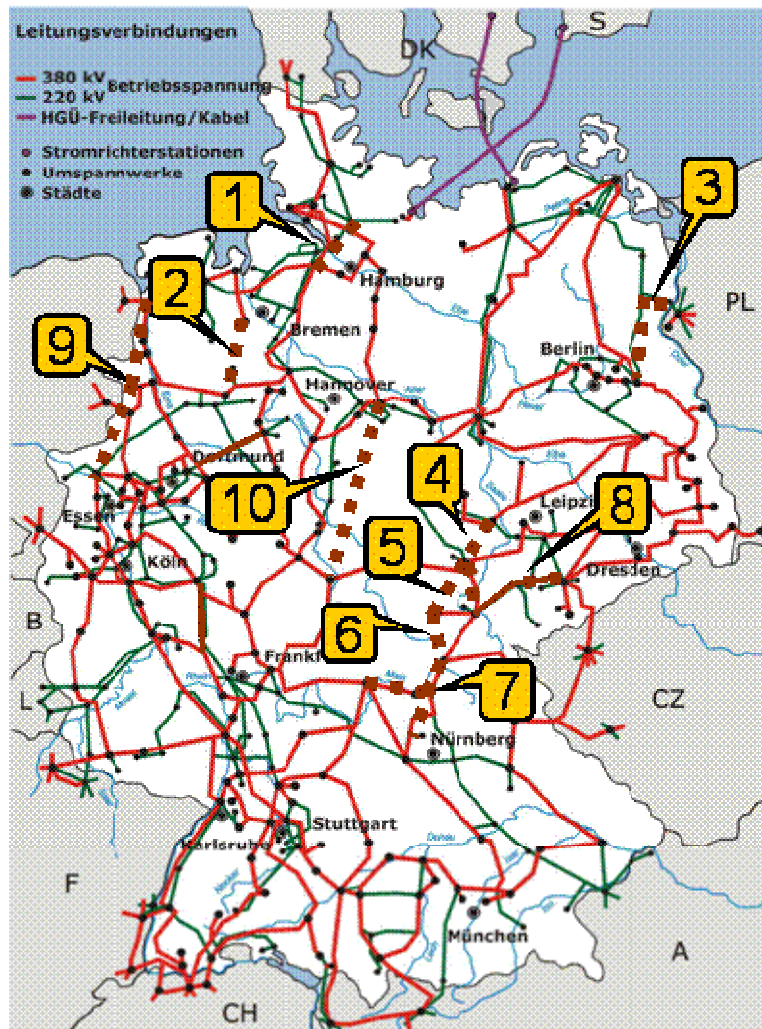 Leitungsverbindungen
380 kV
220 kV
Betriebsspannung
HGÜ-Freileitung/Kabel
Stromrichterstationen
Umspannwerke
Städte
DK
S
1
3
2
Hamburg
PL
Bremen
9
Berlin
Hannover
Dortmund
10
4
Leipzi
8
Essen
5
Köln
Dresden
B
6
Frankf
L
7
CZ
Nürnberg
Stuttgart
Karlsruhe
F
München
A
CH